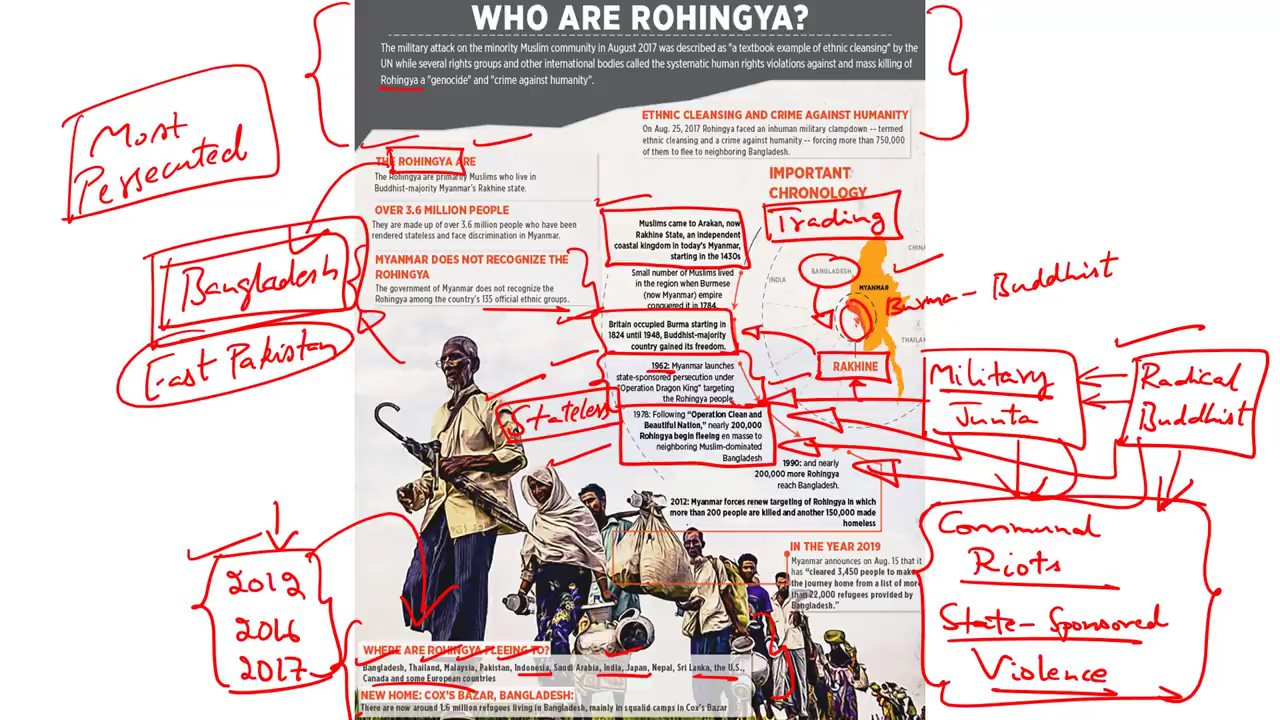 WHO ARE ROHINGYA?
The military attack on the minority Muslim community in August 2017 was described as "a textbook example of ethnic cleansing" by the
UN while several rights groups and other international bodies called the systematic human rights violations against and mass killing of
Rohingya a "genocide" and "crime against humanity".
Most
Persecuted
ETHNIC CLEANSING AND CRIME AGAINST HUMANITY
On Aug. 25, 2017 Rohingya faced an inhuman military clampdown -- termed
ethnic cleansing and a crime against humanity -- forcing more than 750,000
of them to flee to neighboring Bangladesh.
THE ROHINGYA ARE
The Rohingya are primarily Muslims who live in
Buddhist-majority Myanmar's Rakhine state.
OVER 3.6 MILLION PEOPLE
They are made up of over 3.6 million people who have been
rendered stateless and face discrimination in Myanmar.
MYANMAR DOES NOT RECOGNIZE THE
ROHINGYA
The government of Myanmar does not recognize the
Rohingya among the country's 135 official ethnic groups.
Bangladesh
East Pakistan
IMPORTANT
CHRONOLOGY
Trading
Muslims came to Arakan, now
Rakhine State, an independent
coastal kingdom in today's Myanmar,
starting in the 1430s
Small number of Muslims lived
in the region when Burmese
(now Myanmar) empire
conquered it in 1784.
Britain occupied Burma starting in
1824 until 1948, Buddhist-majority
country gained its freedom.
1962: Myanmar launches
state-sponsored persecution under
"Operation Dragon King" targeting
the Rohingya people.
1978: Following "Operation Clean and
Beautiful Nation," nearly 200,000
Rohingya begin fleeing en masse to
neighboring Muslim-dominated
Bangladesh
1990: and nearly
200,000 more Rohingya
reach Bangladesh.
2012: Myanmar forces renew targeting of Rohingya in which
more than 200 people are killed and another 150,000 made
homeless
CHINA
INDIA
BANGLADESH
MYANMAR
RAKHINE
Burma - Buddhist
Stateless
Military
Junta
Radical
Buddhist
IN THE YEAR 2019
Myanmar announces on Aug. 15 that it
has "cleared 3,450 people to make
the journey home from a list of more
than 22,000 refugees provided by
Bangladesh."
Communal
Riots
State-Sponsored
Violence
2012
2016
2017
WHERE ARE ROHINGYA FLEEING TO?
Bangladesh, Thailand, Malaysia, Pakistan, Indonesia, Saudi Arabia, India, Japan, Nepal, Sri Lanka, the U.S.,
Canada and some European countries
NEW HOME: COX'S BAZAR, BANGLADESH:
There are now around 1.6 million refugees living in Bangladesh, mainly in squalid camps in Cox's Bazar